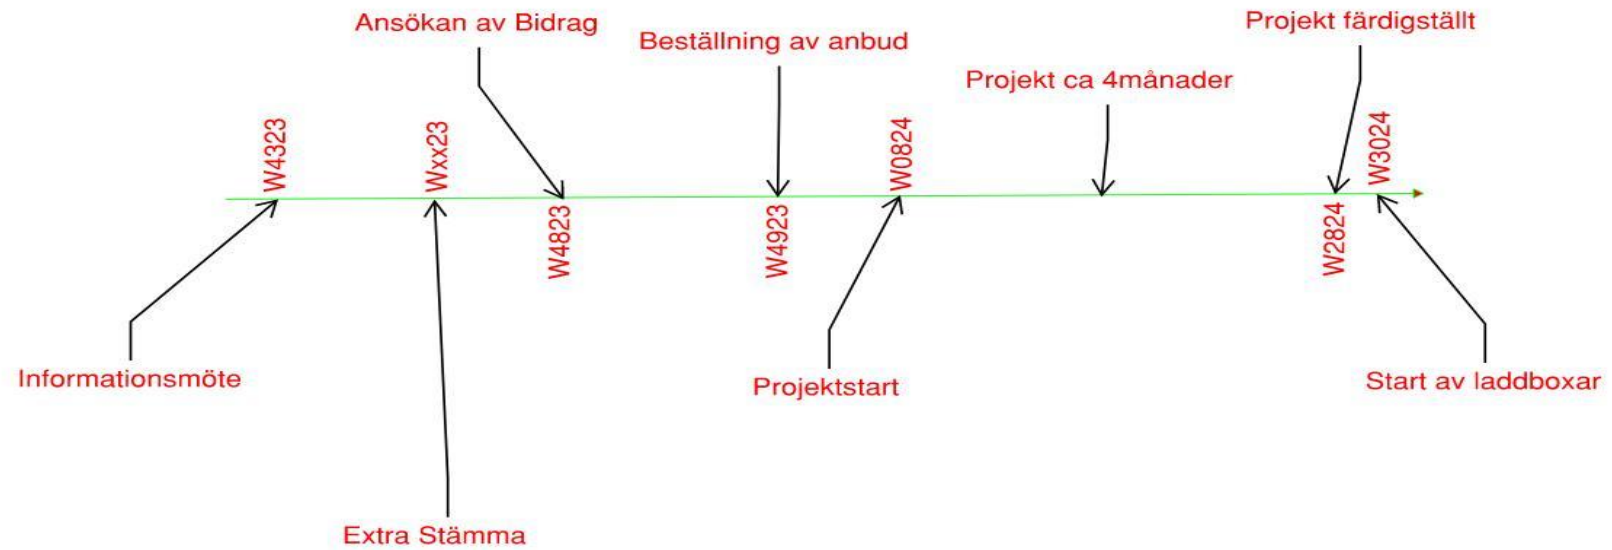 Ansökan av Bidrag
Beställning av anbud
Projekt färdigställt
Projekt ca 4månader
W4323
Wxx23
W0824
W3024
W4823
W4923
W2824
Informationsmöte
Projektstart
Start av laddboxar
Extra Stämma